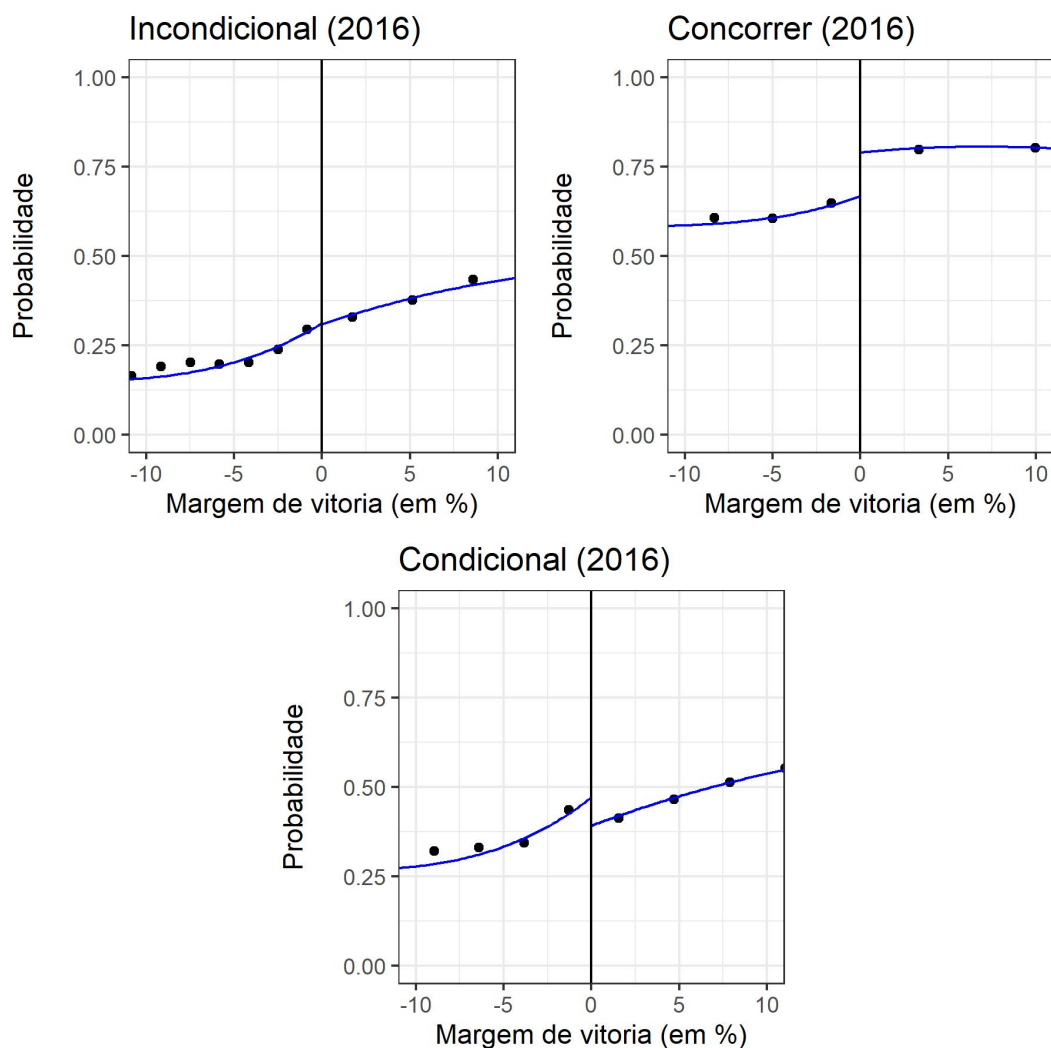 Incondicional (2016)
1.00
0.75
0.50
0.25
0.00
Probabilidade
-10 -5 0 5 10
Margem de vitoria (em %)
Concorrer (2016)
1.00
0.75
0.50
0.25
0.00
Probabilidade
-10 -5 0 5 10
Margem de vitoria (em %)
Condicional (2016)
1.00
0.75
0.50
0.25
0.00
Probabilidade
-10 -5 0 5 10
Margem de vitoria (em %)